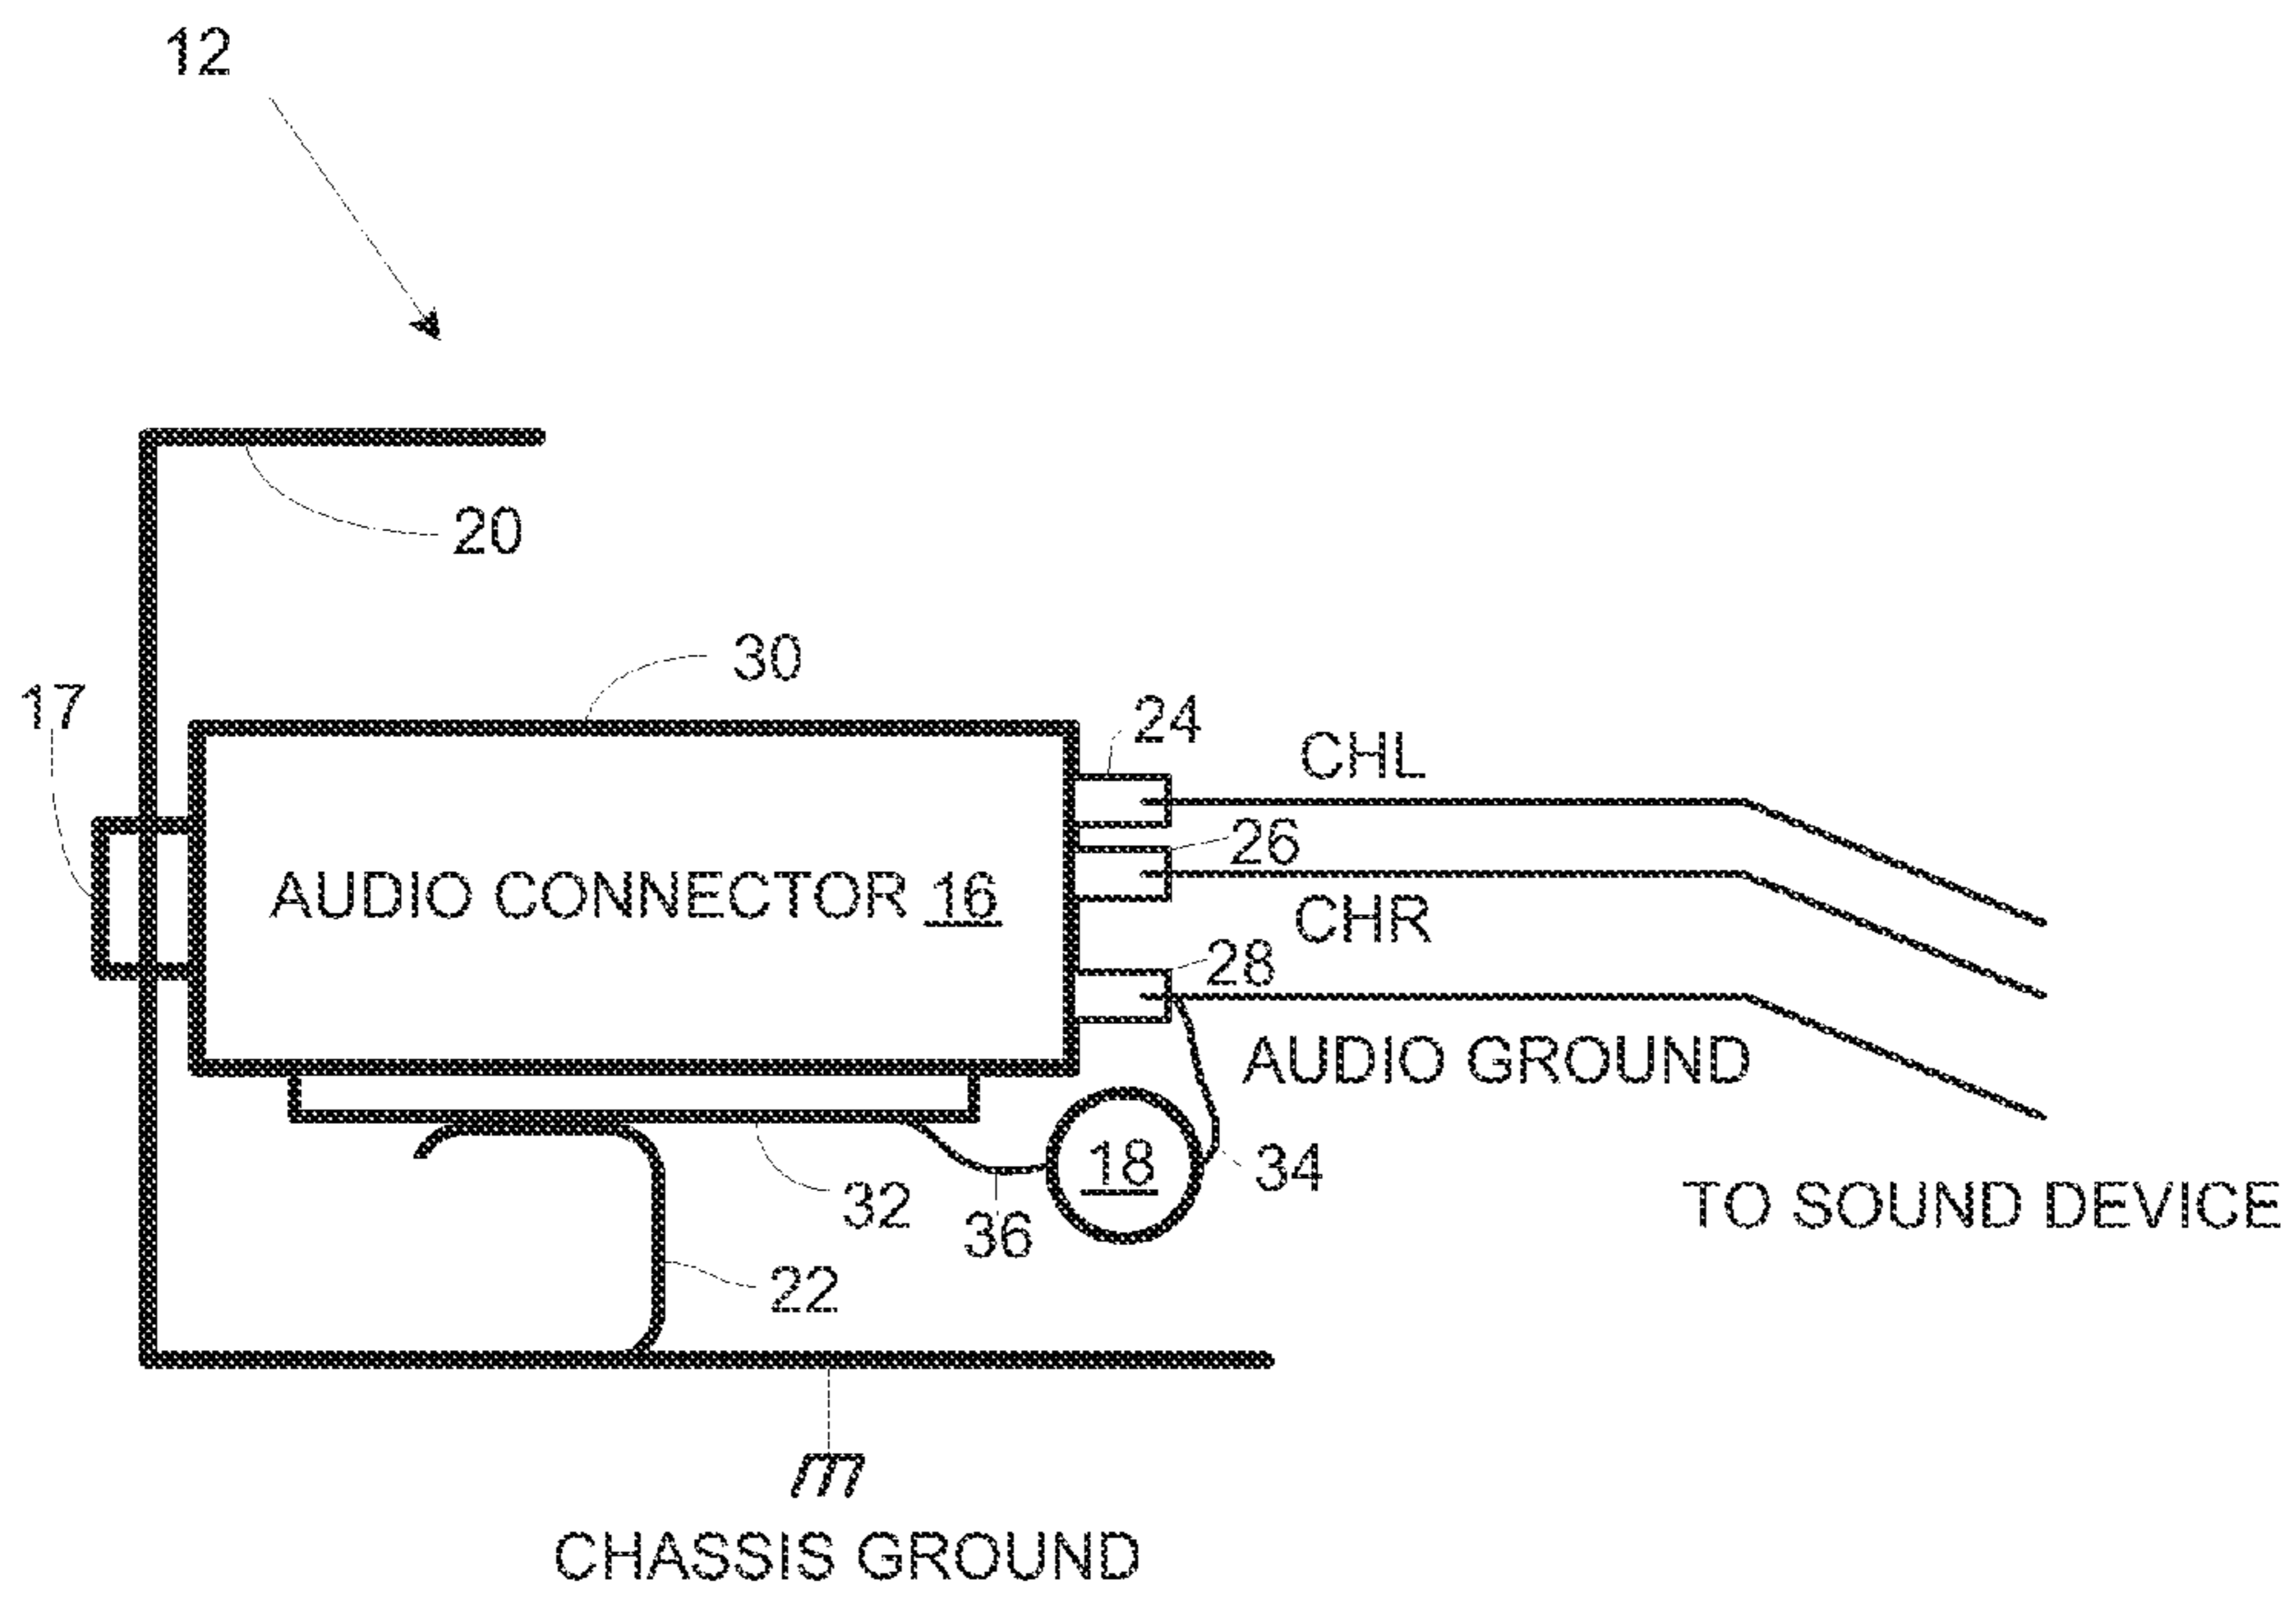 12
20
30
17
24
CHL
26
AUDIO CONNECTOR 16
CHR
28
AUDIO GROUND
18
34
32
36
TO SOUND DEVICE
22
CHASSIS GROUND